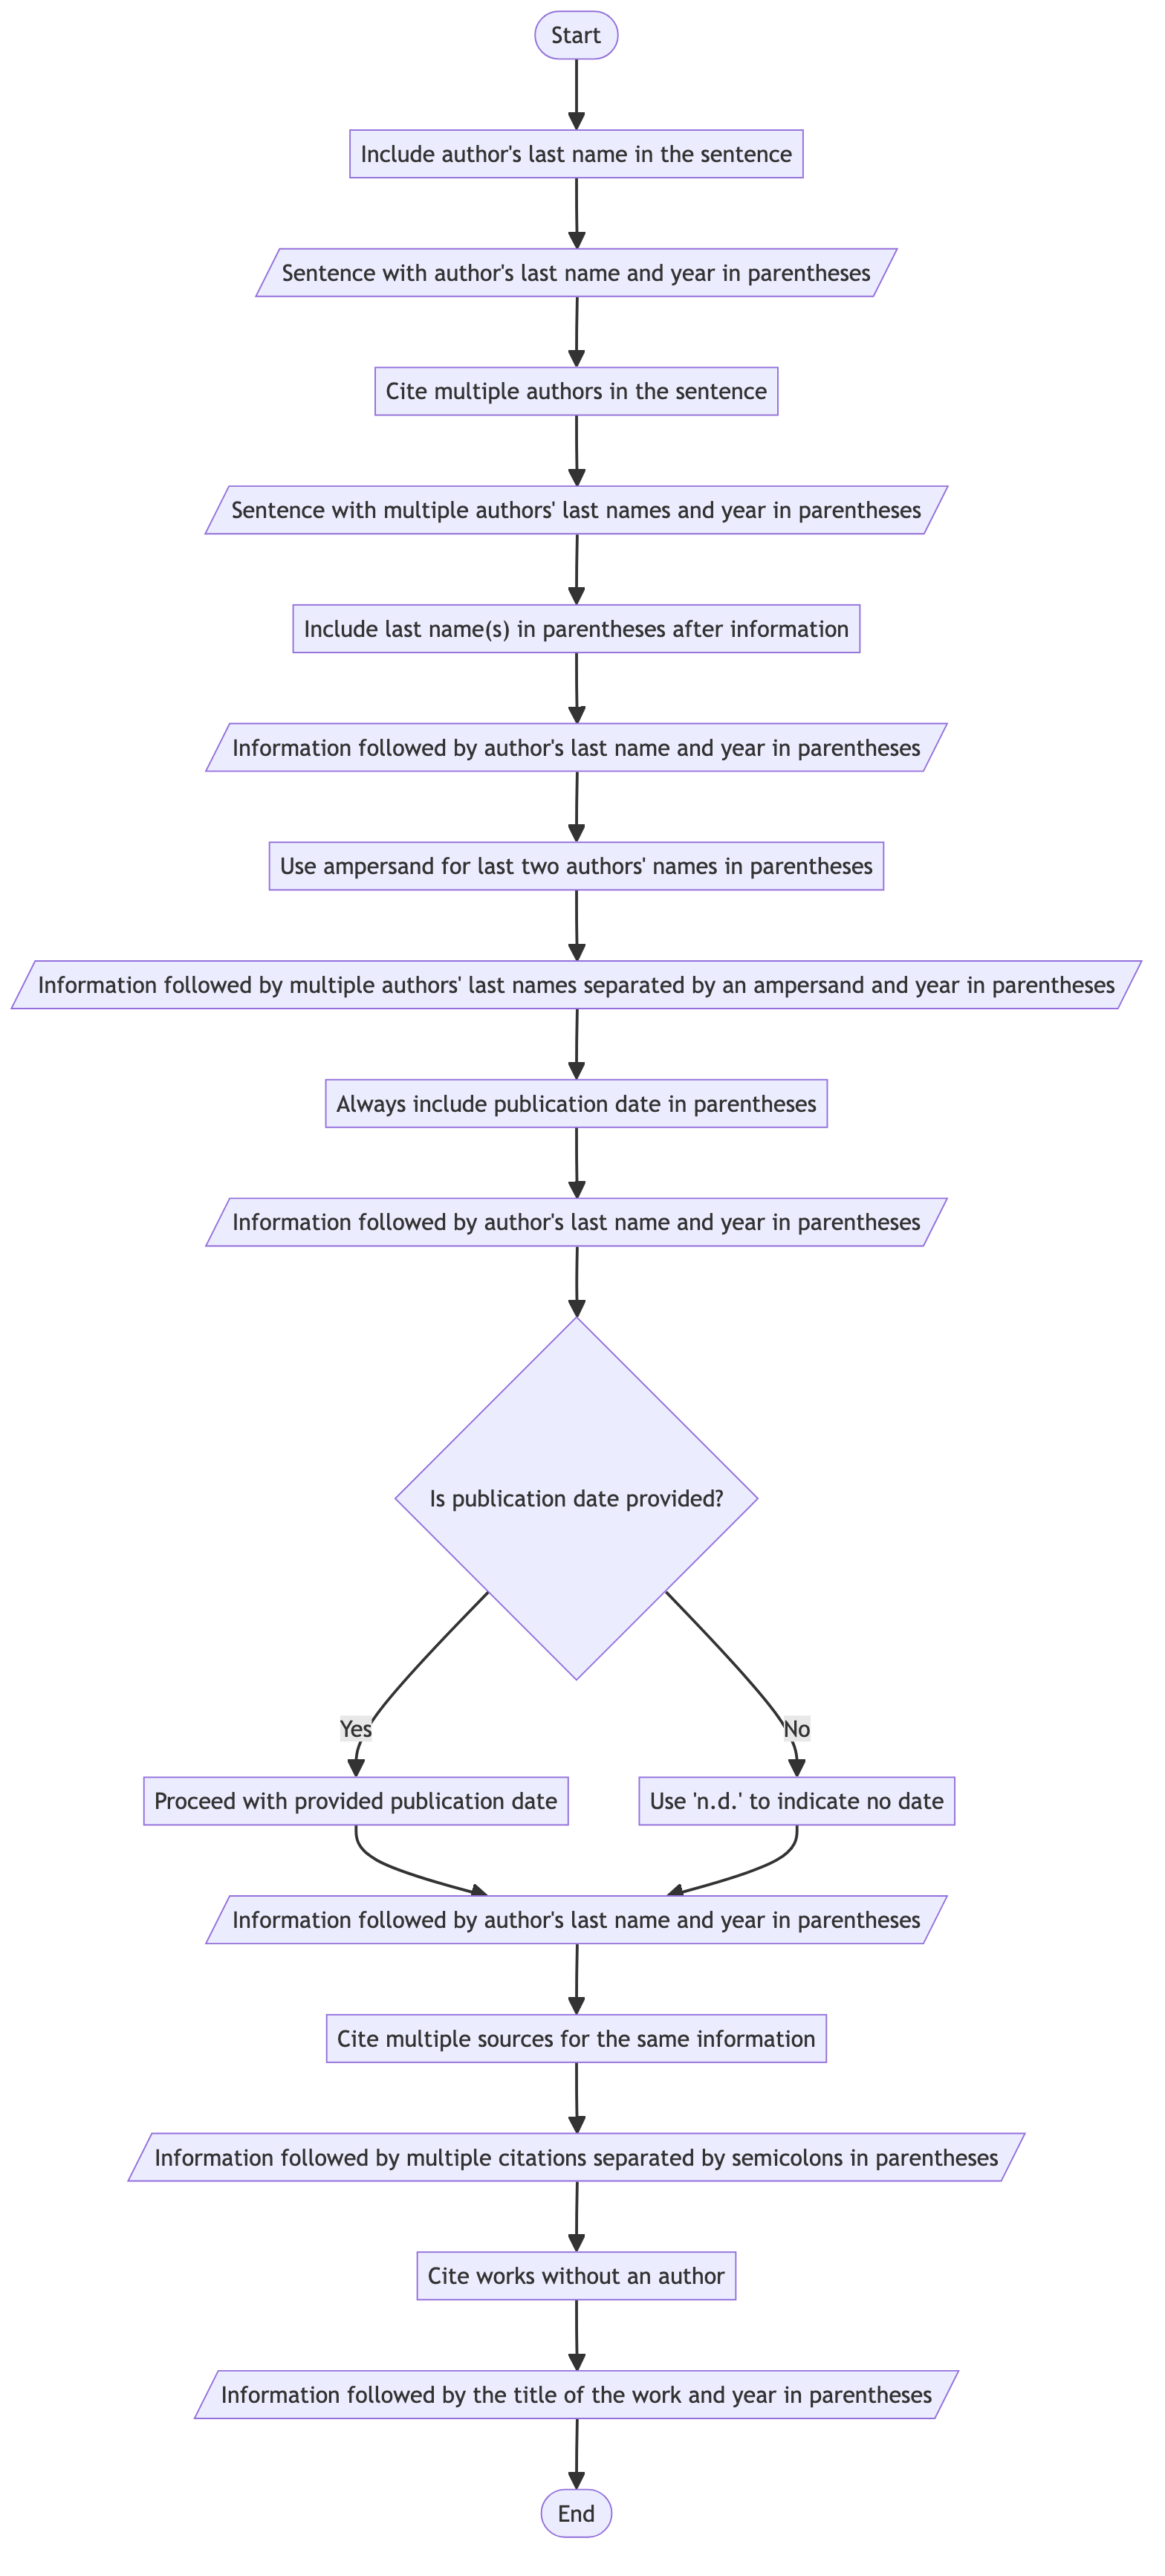 Start
Include author's last name in the sentence
Sentence with author's last name and year in parentheses
Cite multiple authors in the sentence
Sentence with multiple authors' last names and year in parentheses
Include last name(s) in parentheses after information
Information followed by author's last name and year in parentheses
Use ampersand for last two authors' names in parentheses
Information followed by multiple authors' last names separated by an ampersand and year in parentheses
Always include publication date in parentheses
Information followed by author's last name and year in parentheses
Is publication date provided?
Yes
No
Proceed with provided publication date
Use 'n.d.' to indicate no date
Information followed by author's last name and year in parentheses
Cite multiple sources for the same information
Information followed by multiple citations separated by semicolons in parentheses
Cite works without an author
Information followed by the title of the work and year in parentheses
End